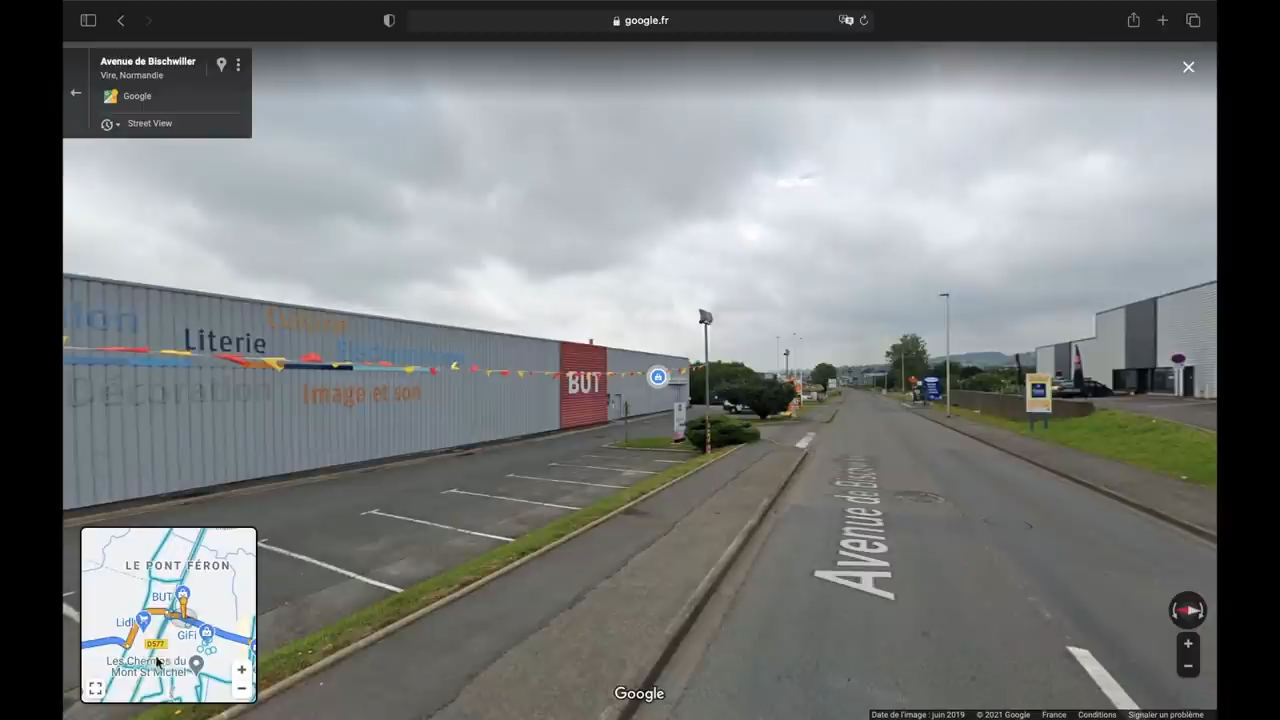 google.fr
Avenue de Bischwiller
Vire, Normandie
Google
Street View
Literie
Cuisine
Décoration
Image et son
BUT
Avenue de Bischwi
LE PONT FÉRON
BUT
Lidl
GiFi
D577
Les Chemins du
Mont St Michel
Google
Date de l'image : juin 2019 © 2021 Google France Conditions Signaler un problème